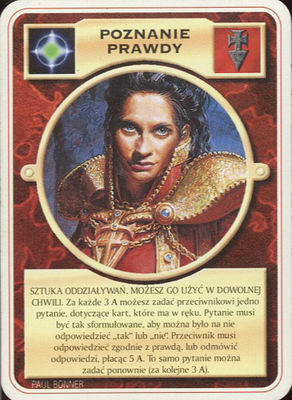 POZNANIE
PRAWDY
SZTUKA ODDZIAŁYWAŃ. MOŻESZ GO UŻYĆ W DOWOLNEJ
CHWILI. Za każde 3 A możesz zadać przeciwnikowi jedno
pytanie, dotyczące kart, które ma w ręku. Pytanie musi
być tak sformułowane, aby można było na nie
odpowiedzieć „tak” lub „nie”. Przeciwnik musi
odpowiedzieć zgodnie z prawdą, lub odmówić
odpowiedzi, płacąc 5 A. To samo pytanie można
zadać ponownie (za kolejne 3 A).
PAUL BONNER